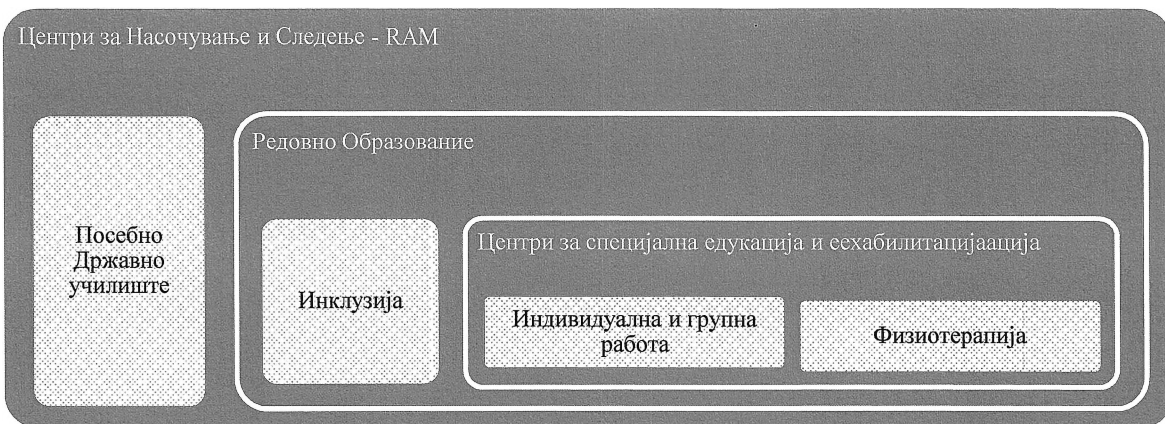 Центри за Насочување и Следење - RAM
Редовно Образование
Посебно
Државно
училиште
Инклузија
Центри за специјална едукација и еехабилитацијаација
Индивидуална и групна
работа
Физиотерапија